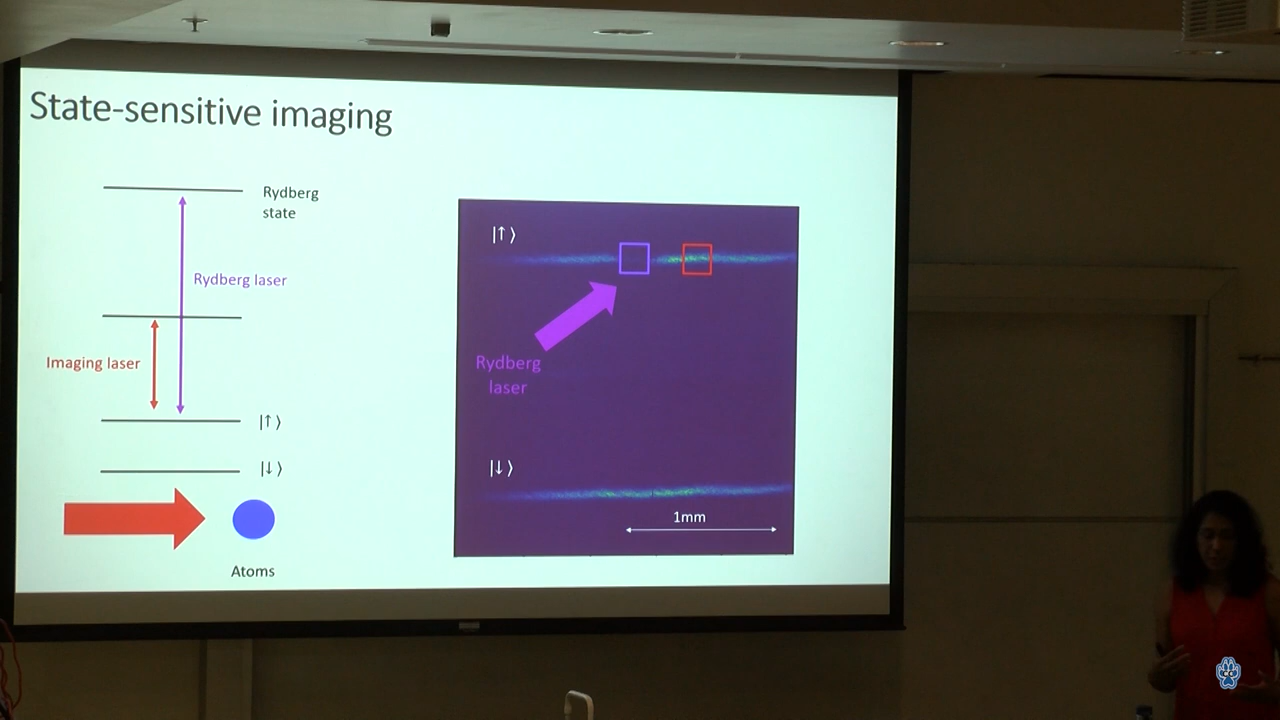 State-sensitive imaging
Rydberg
state
Rydberg laser
Imaging laser
|↑⟩
|↓⟩
Atoms
|↑⟩
Rydberg
laser
|↓⟩
1mm